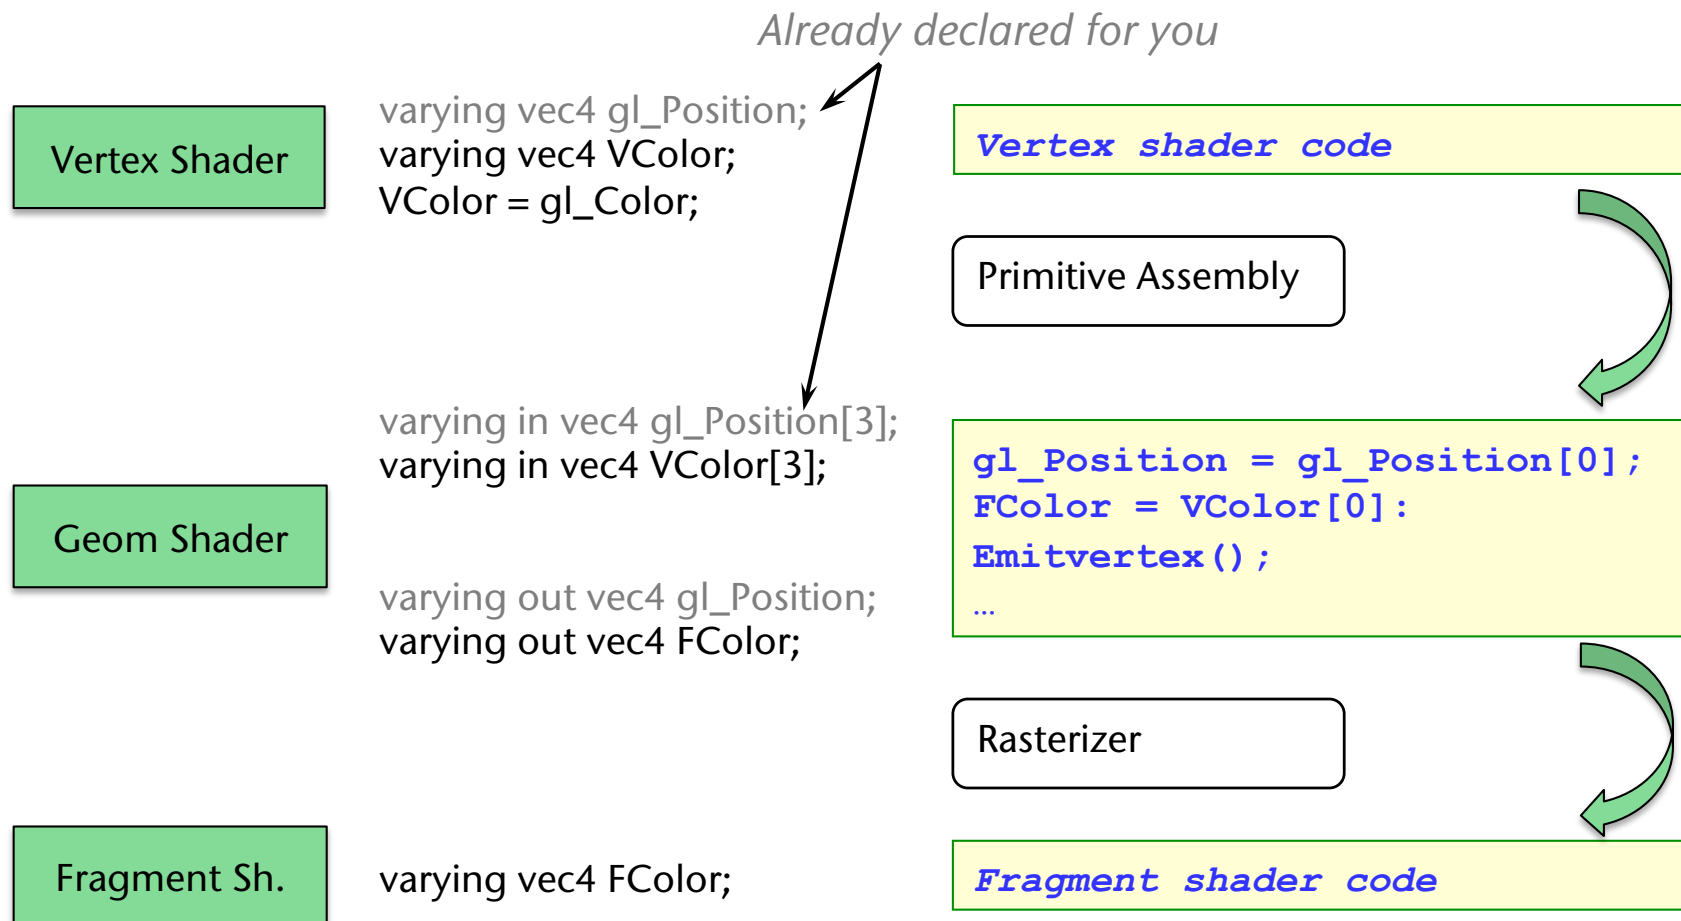 Already declared for you
Vertex Shader
varying vec4 gl_Position;
varying vec4 VColor;
VColor = gl_Color;
Vertex shader code
Primitive Assembly
varying in vec4 gl_Position[3];
varying in vec4 VColor[3];
Geom Shader
varying out vec4 gl_Position;
varying out vec4 FColor;
gl_Position = gl_Position[0];
FColor = VColor[0]:
Emitvertex();
…
Rasterizer
Fragment Sh.
varying vec4 FColor;
Fragment shader code